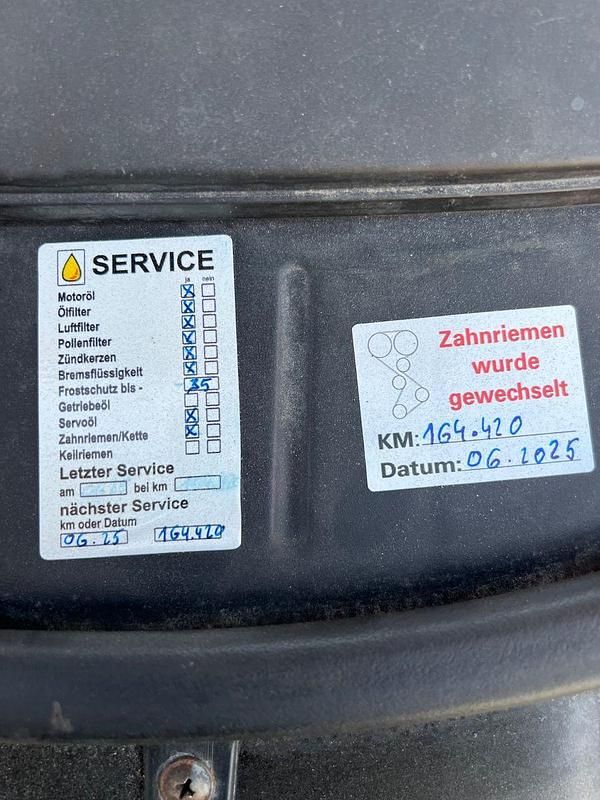 SERVICE
ja nein
Motoröl
Ölfilter
Luftfilter
Pollenfilter
Zündkerzen
Bremsflüssigkeit
Frostschutz bis - 35
Getriebeöl
Servoöl
Zahnriemen/Kette
Keilriemen
Letzter Service
am bei km
nächster Service
km oder Datum
06.25 164.420
Zahnriemen
wurde
gewechselt
KM: 164.420
Datum: 06.2025